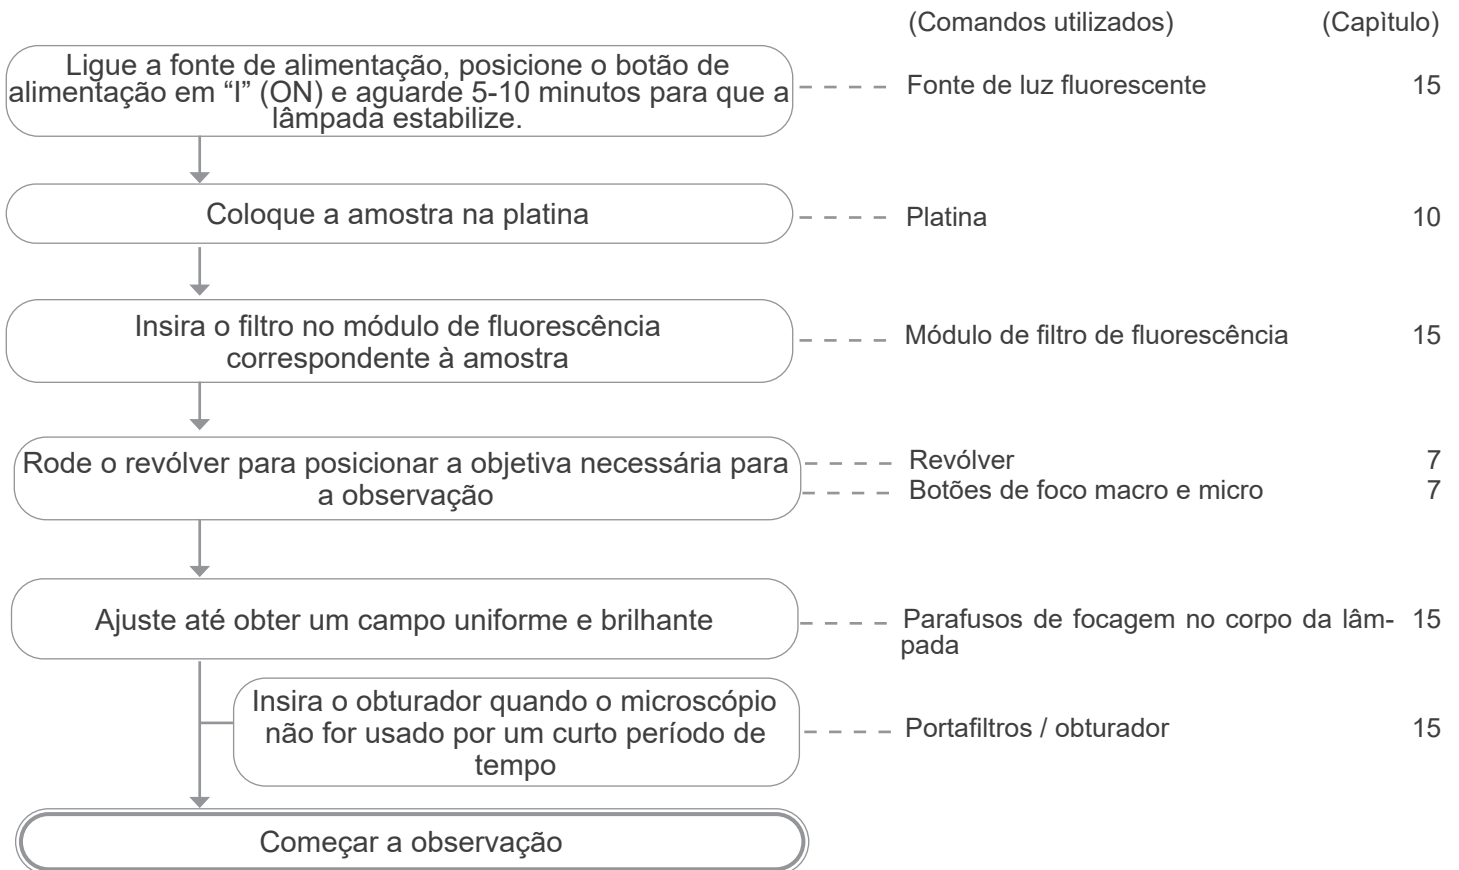 (Comandos utilizados) (Capìtulo)
Ligue a fonte de alimentação, posicione o botão de
alimentação em “I” (ON) e aguarde 5-10 minutos para que a
lâmpada estabilize.
Fonte de luz fluorescente 15
Coloque a amostra na platina
Platina 10
Insira o filtro no módulo de fluorescência
correspondente à amostra
Módulo de filtro de fluorescência 15
Rode o revólver para posicionar a objetiva necessária para
a observação
Revólver 7
Botões de foco macro e micro 7
Ajuste até obter um campo uniforme e brilhante
Parafusos de focagem no corpo da lâm- 15
pada
Insira o obturador quando o microscópio
não for usado por um curto período de
tempo
Portafiltros / obturador 15
Começar a observação